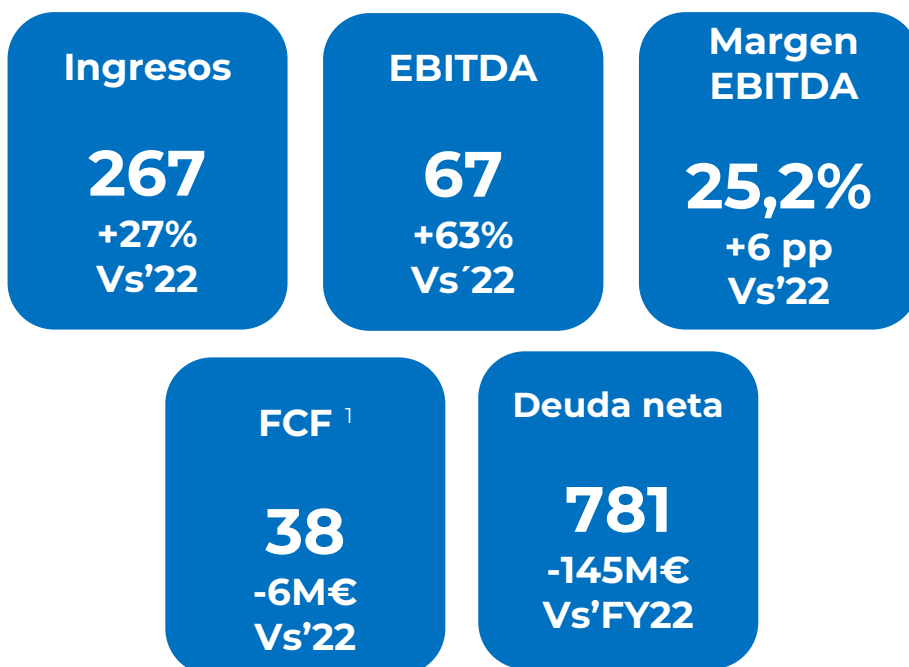 Ingresos
267
+27%
Vs’22
EBITDA
67
+63%
Vs´22
Margen
EBITDA
25,2%
+6 pp
Vs’22
FCF 1
38
-6M€
Vs’22
Deuda neta
781
-145M€
Vs’FY22